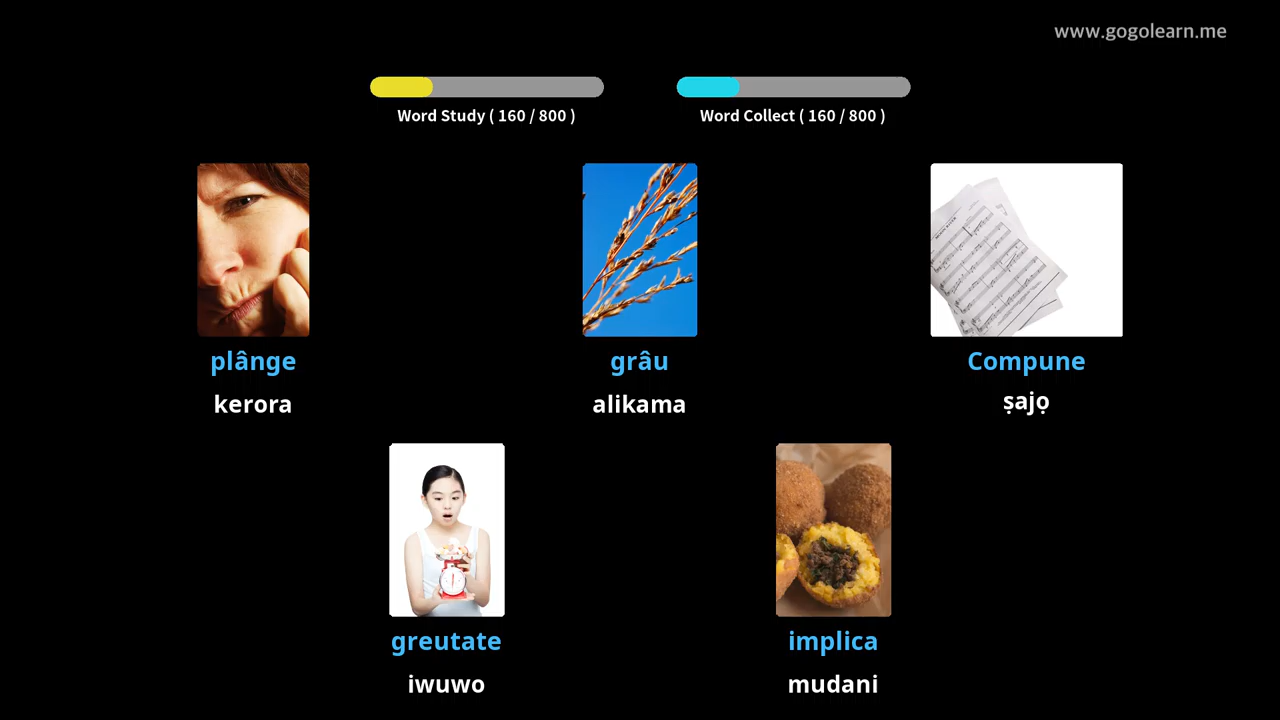 www.gogolearn.me
Word Study ( 160 / 800 )
Word Collect ( 160 / 800 )
plânge
kerora
grâu
alikama
Compune
ṣajọ
greutate
iwuwo
implica
mudani